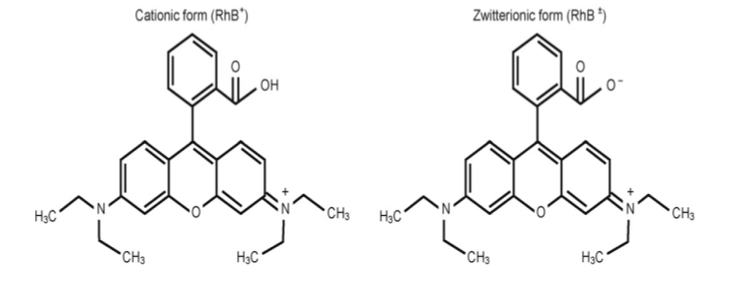 Cationic form (RhB⁺)
Zwitterionic form (RhB ±)
O
OH
O
O⁻
+
N
O
N
H₃C
CH₃
CH₃
H₃C
+
N
O
N
H₃C
CH₃
CH₃
H₃C